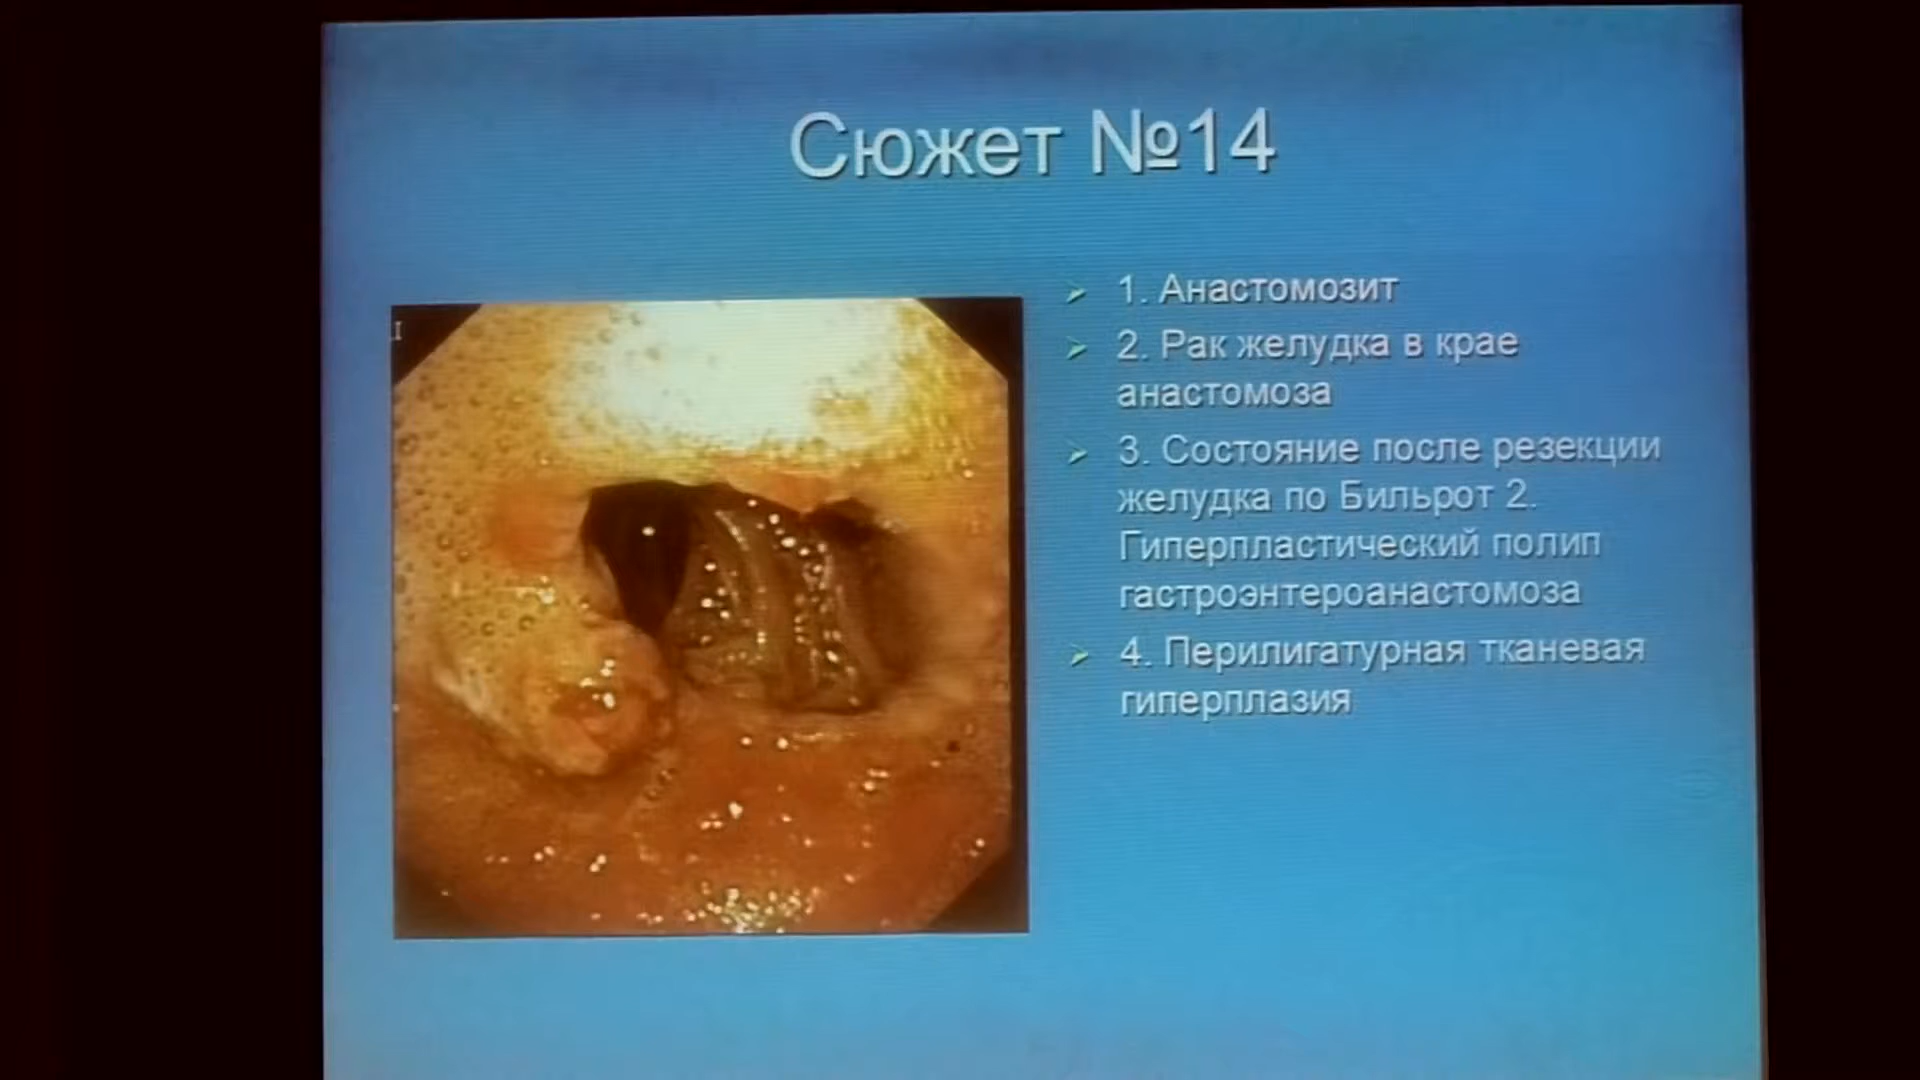 Сюжет №14
I
1. Анастомозит
2. Рак желудка в крае
анастомоза
3. Состояние после резекции
желудка по Бильрот 2.
Гиперпластический полип
гастроэнтероанастомоза
4. Перилигатурная тканевая
гиперплазия